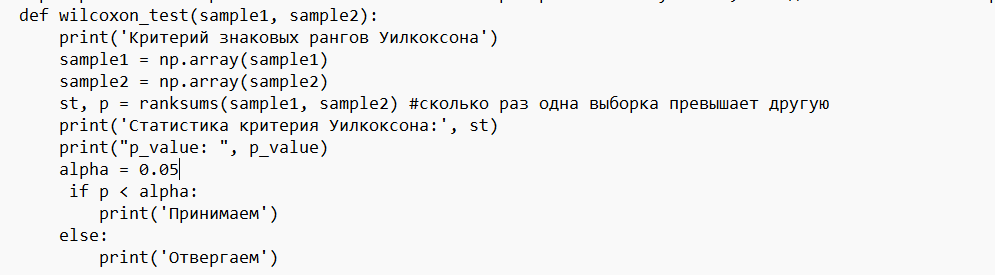 def wilcoxon_test(sample1, sample2):
    print('Критерий знаковых рангов Уилкоксона')
    sample1 = np.array(sample1)
    sample2 = np.array(sample2)
    st, p = ranksums(sample1, sample2) #сколько раз одна выборка превышает другую
    print('Статистика критерия Уилкоксона:', st)
    print("p_value: ", p_value)
    alpha = 0.05
     if p < alpha:
        print('Принимаем')
    else:
        print('Отвергаем')